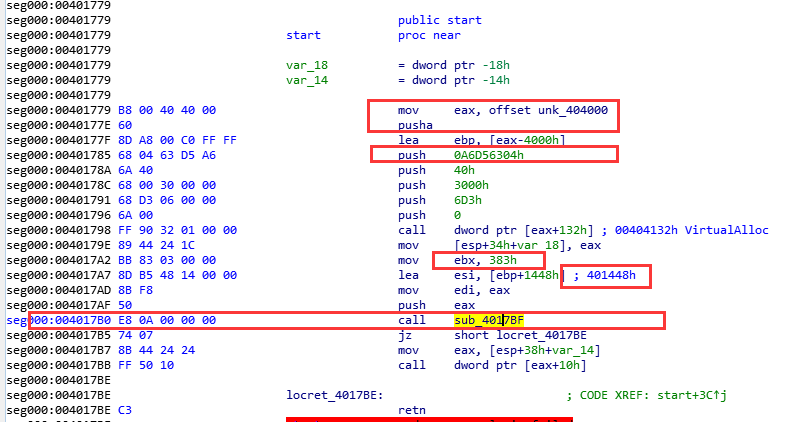 seg000:00401779
seg000:00401779 public start
seg000:00401779 start proc near
seg000:00401779
seg000:00401779 var_18 = dword ptr -18h
seg000:00401779 var_14 = dword ptr -14h
seg000:00401779
seg000:00401779 B8 00 40 40 00 mov eax, offset unk_404000
seg000:0040177E 60 pusha
seg000:0040177F 8D A8 00 C0 FF FF lea ebp, [eax-4000h]
seg000:00401785 68 04 63 D5 A6 push 0A6D56304h
seg000:0040178A 6A 40 push 40h
seg000:0040178C 68 00 30 00 00 push 3000h
seg000:00401791 68 D3 06 00 00 push 6D3h
seg000:00401796 6A 00 push 0
seg000:00401798 FF 90 32 01 00 00 call dword ptr [eax+132h] ; 00404132h VirtualAlloc
seg000:0040179E 89 44 24 1C mov [esp+34h+var_18], eax
seg000:004017A2 BB 83 03 00 00 mov ebx, 383h
seg000:004017A7 8D B5 48 14 00 00 lea esi, [ebp+1448h] ; 401448h
seg000:004017AD 8B F8 mov edi, eax
seg000:004017AF 50 push eax
seg000:004017B0 E8 0A 00 00 00 call sub_4017BF
seg000:004017B5 74 07 jz short locret_4017BE
seg000:004017B7 8B 44 24 24 mov eax, [esp+38h+var_14]
seg000:004017BB FF 50 10 call dword ptr [eax+10h]
seg000:004017BE
seg000:004017BE locret_4017BE: ; CODE XREF: start+3C↑j
seg000:004017BE C3 retn